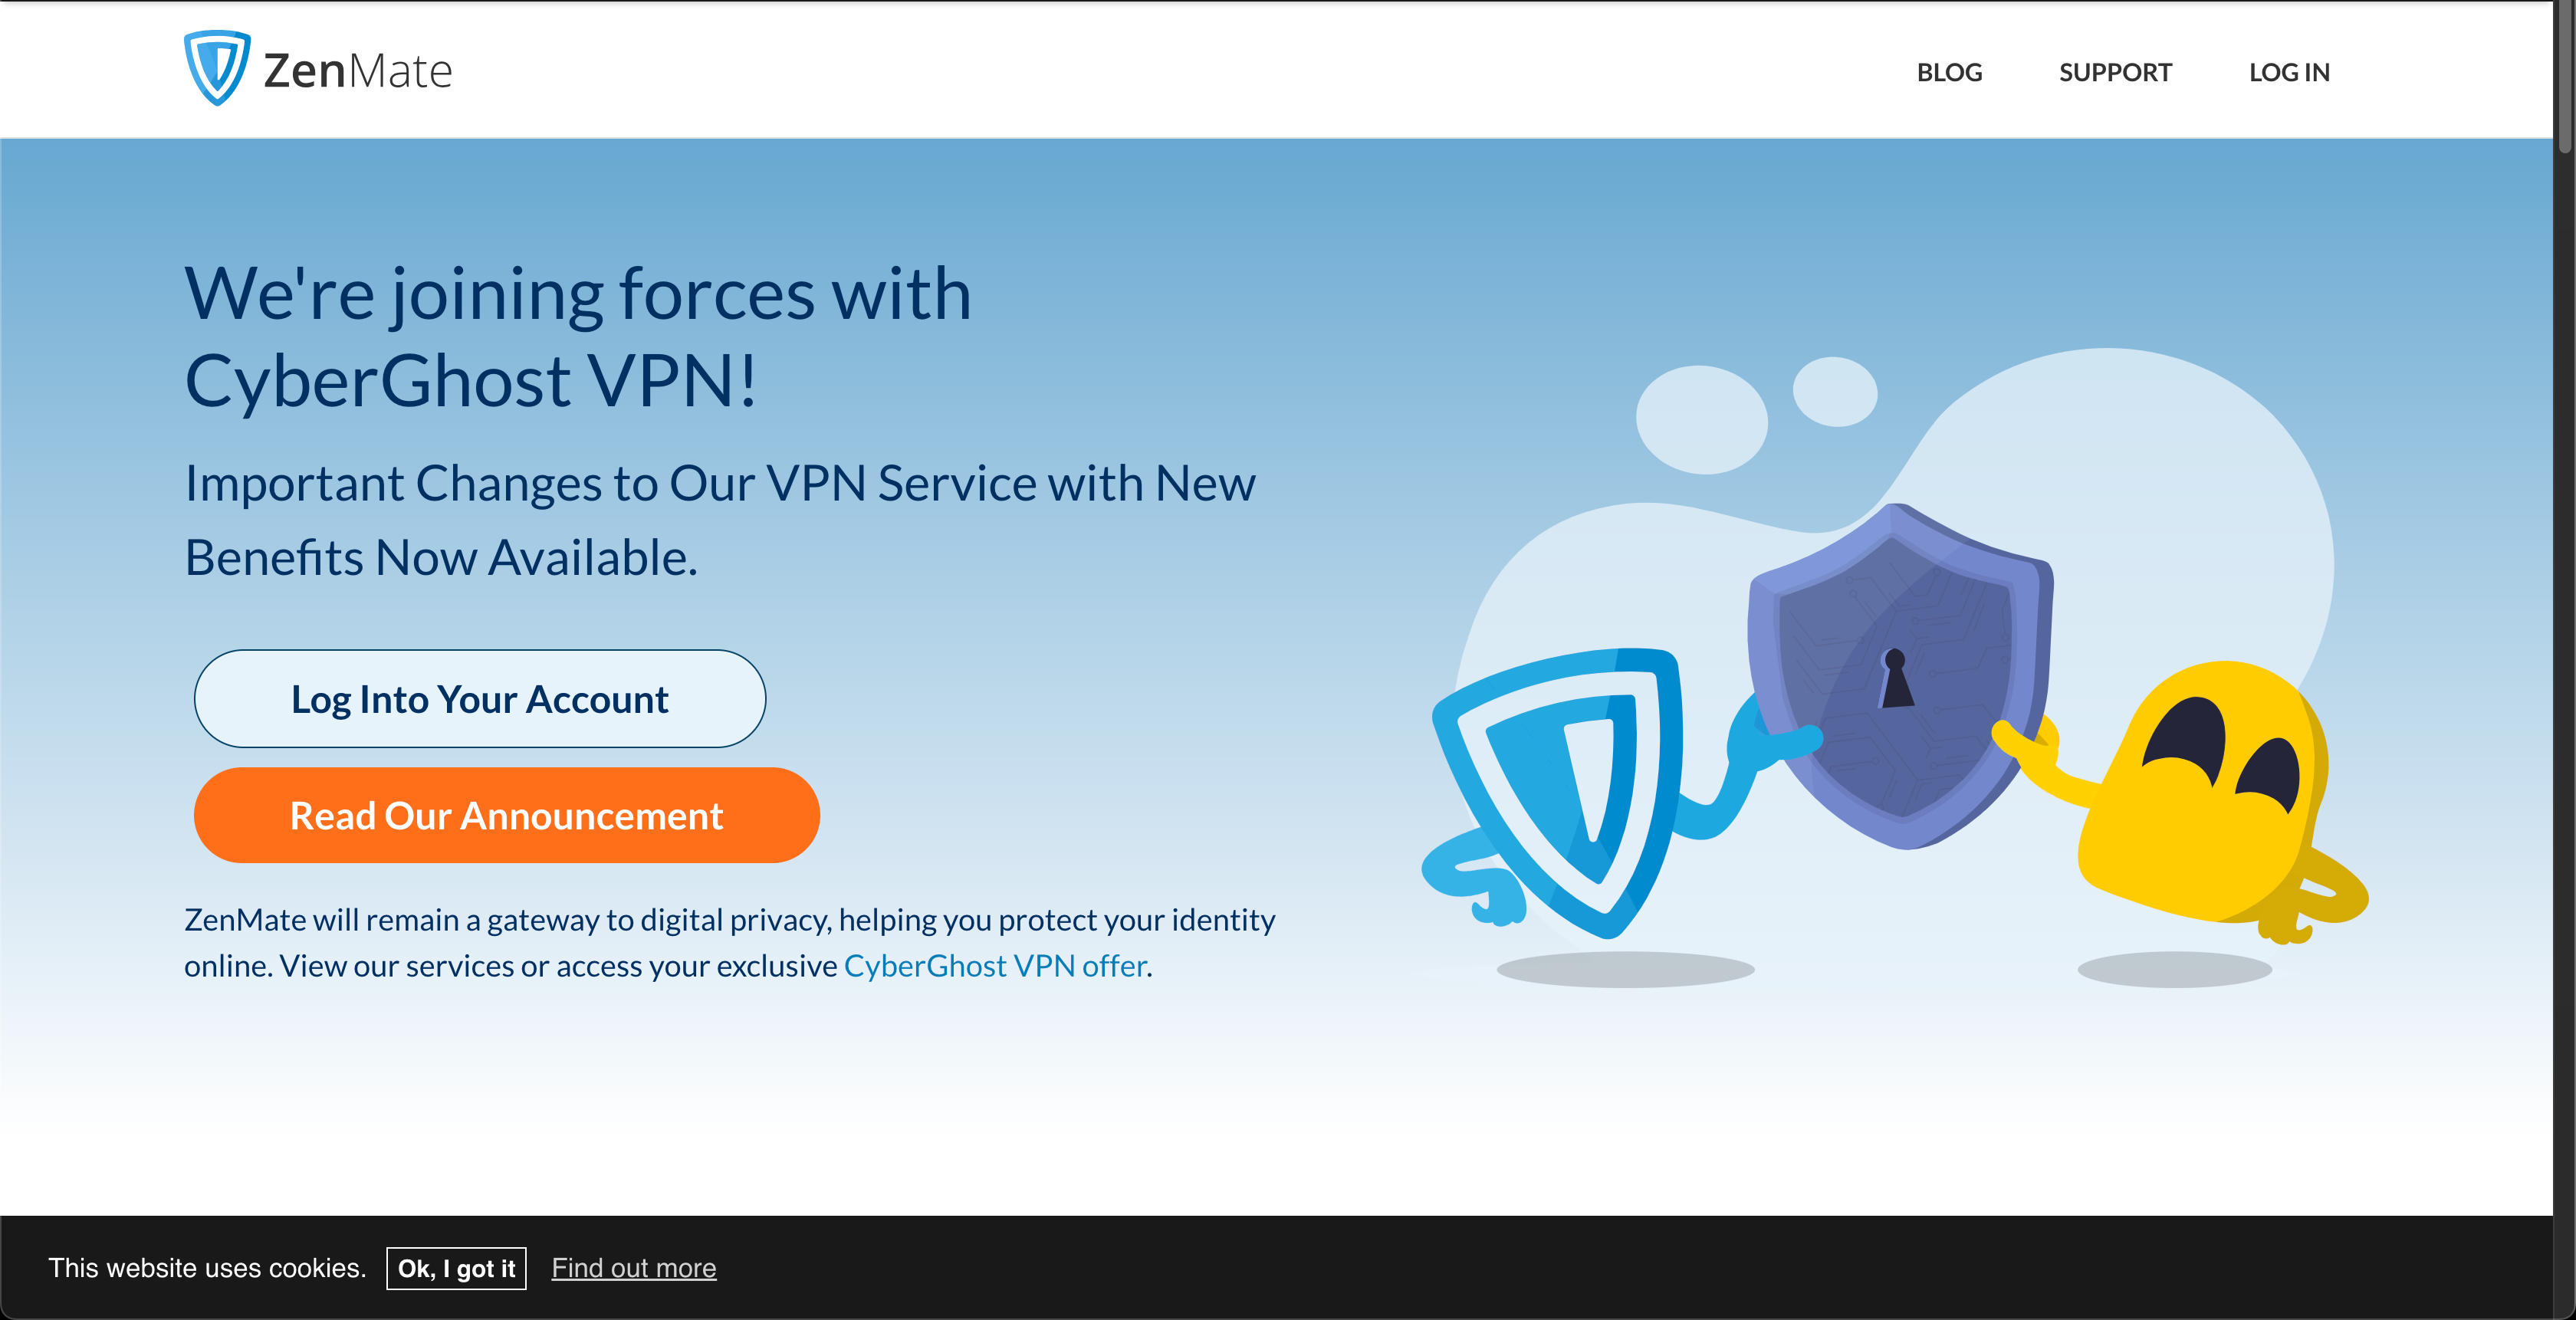 ZenMate
BLOG
SUPPORT
LOG IN
We're joining forces with
CyberGhost VPN!
Important Changes to Our VPN Service with New
Benefits Now Available.
Log Into Your Account
Read Our Announcement
ZenMate will remain a gateway to digital privacy, helping you protect your identity
online. View our services or access your exclusive CyberGhost VPN offer.
This website uses cookies. Ok, I got it Find out more